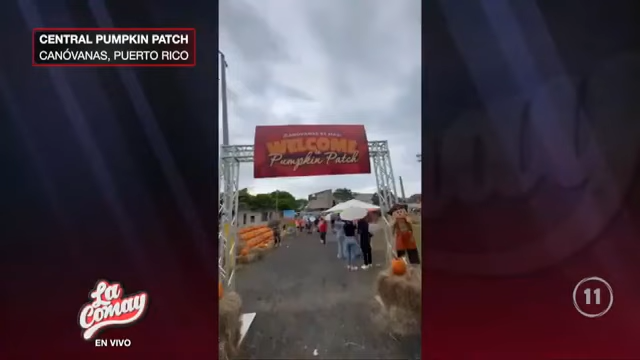 CENTRAL PUMPKIN PATCH
CANÓVANAS, PUERTO RICO
WELCOME
Pumpkin Patch
La
Comay
EN VIVO
11